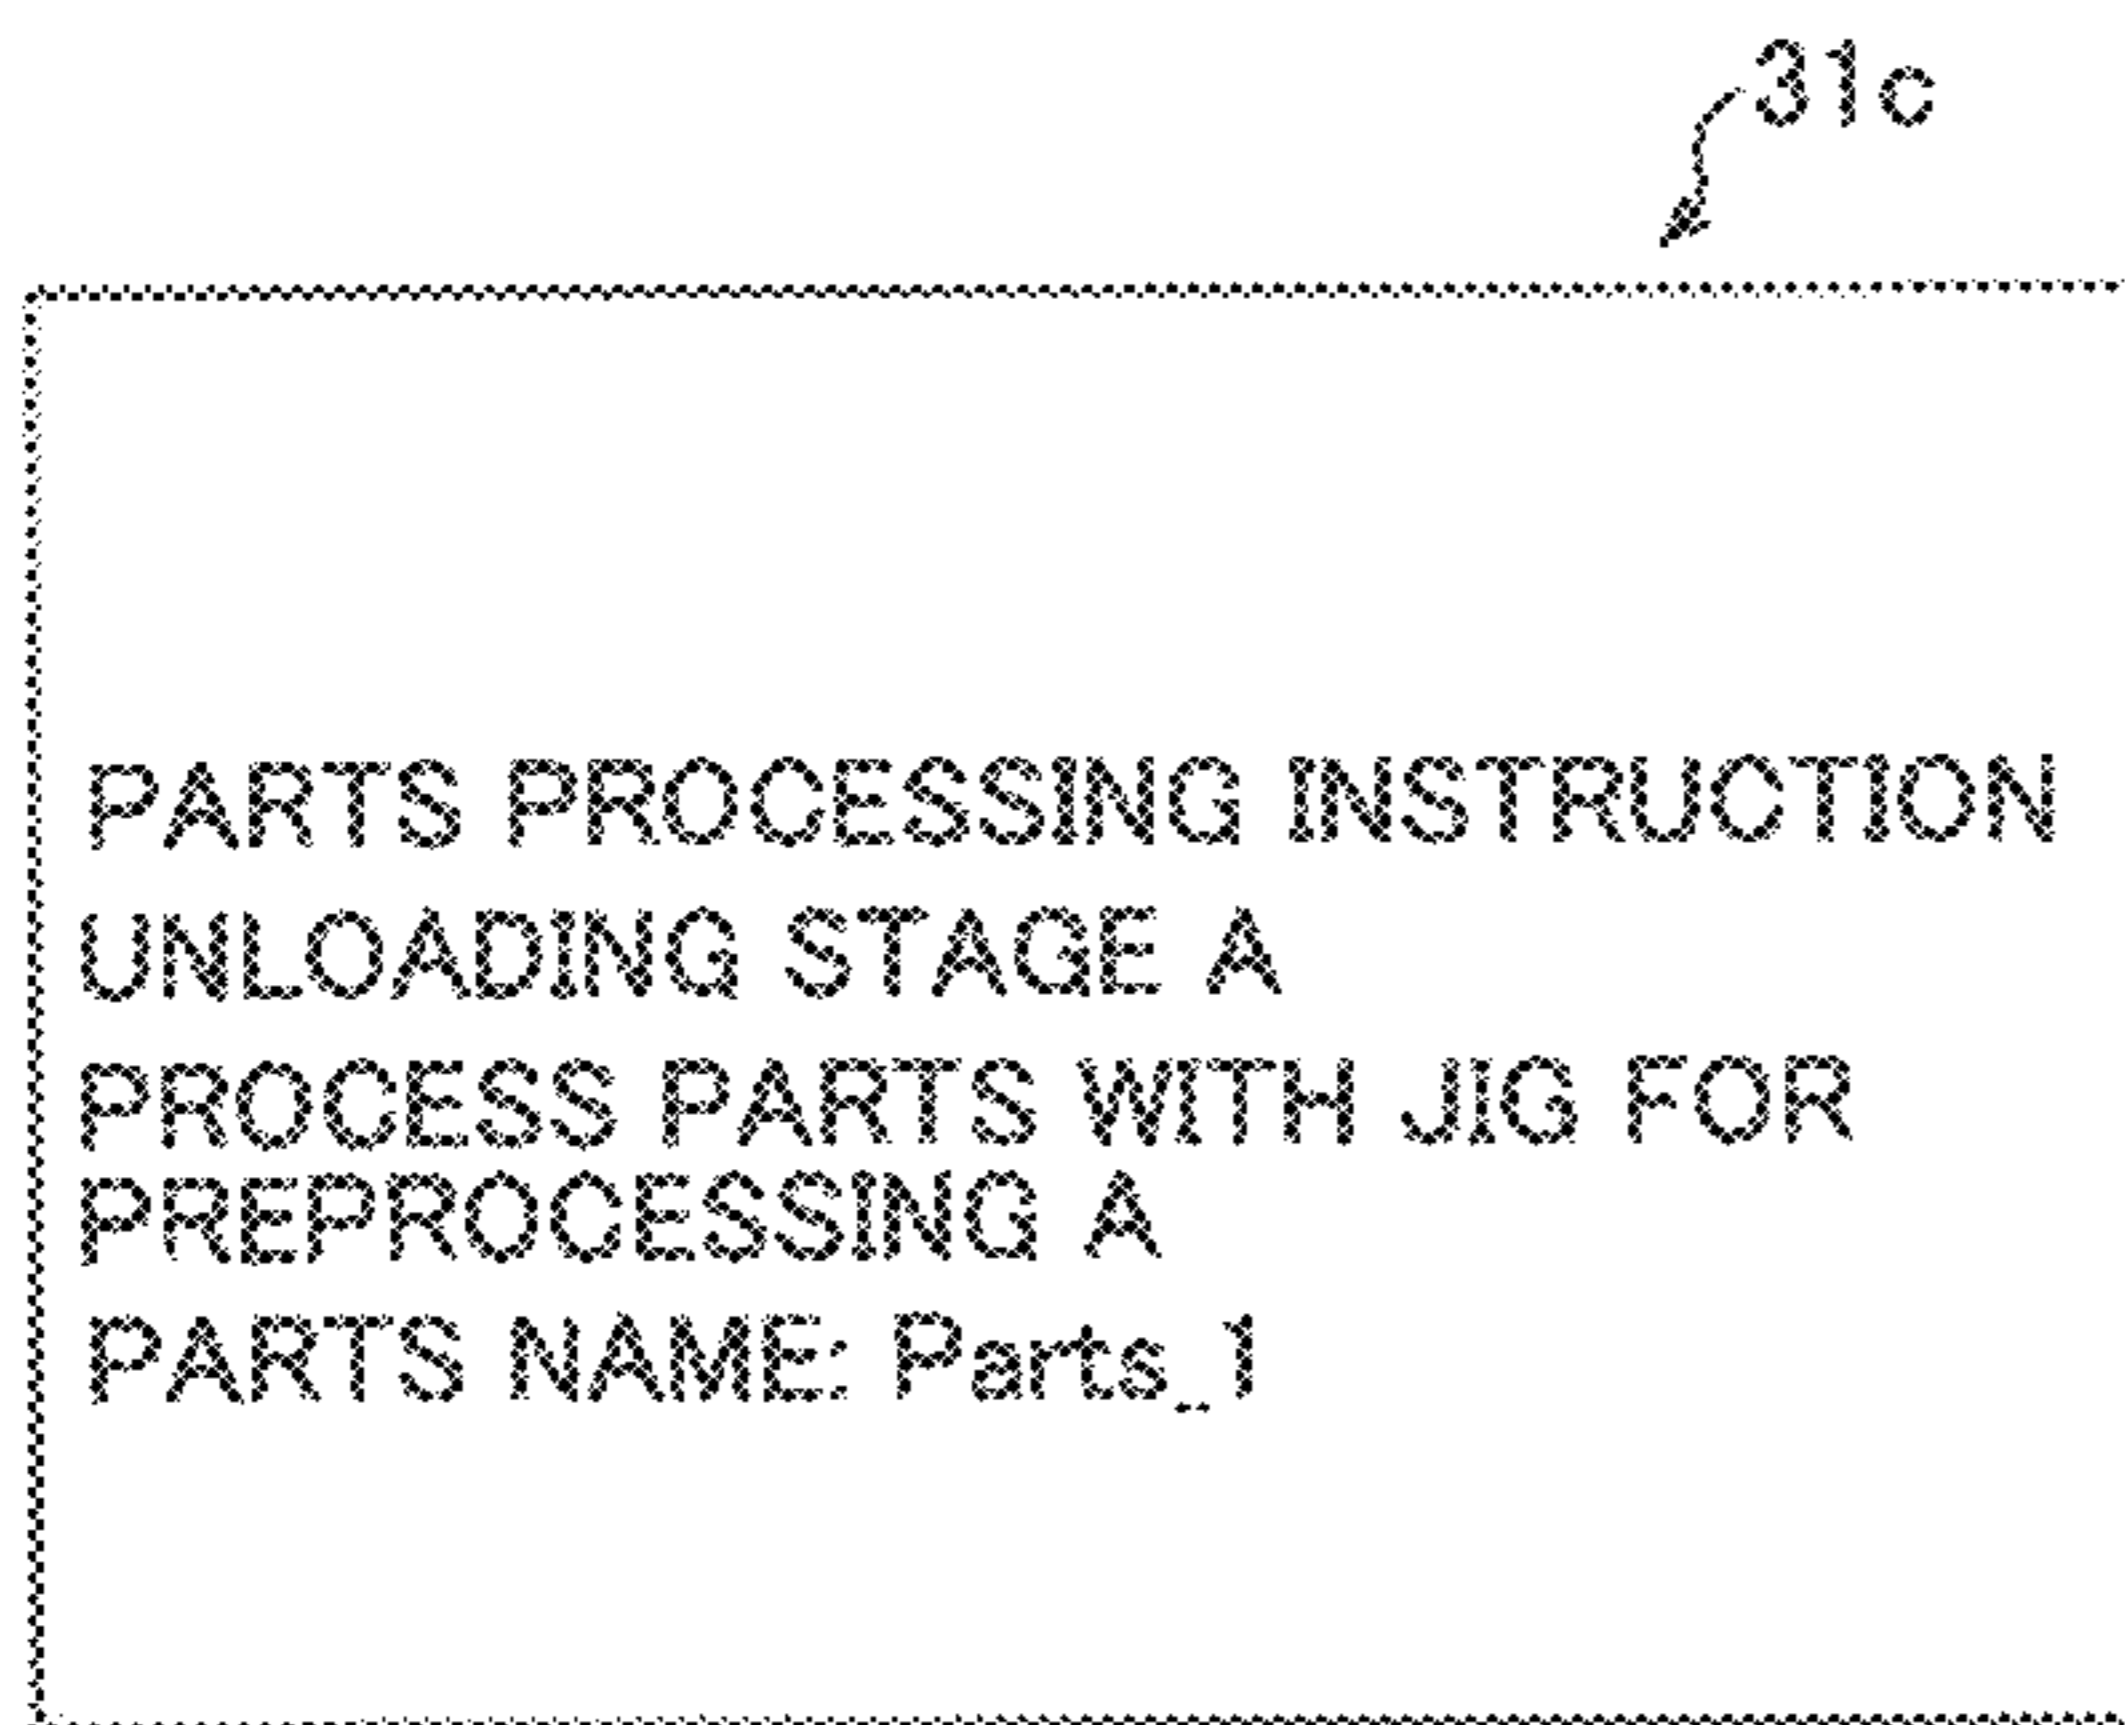 31c
PARTS PROCESSING INSTRUCTION
UNLOADING STAGE A
PROCESS PARTS WITH JIG FOR
PREPROCESSING A
PARTS NAME: Parts_1